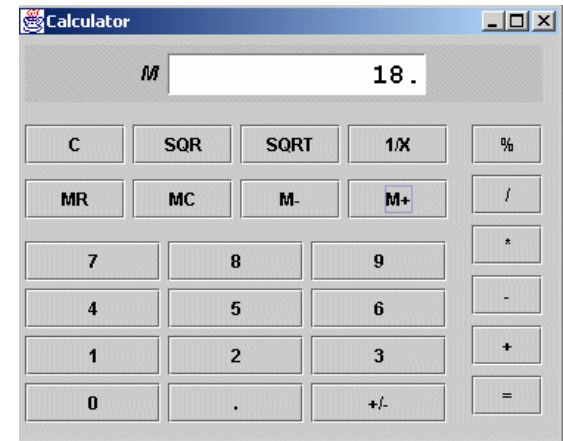 Calculator
M 18.
C SQR SQRT 1/X %
MR MC M- M+ /
7 8 9 *
4 5 6 -
1 2 3 +
0 . +/- =